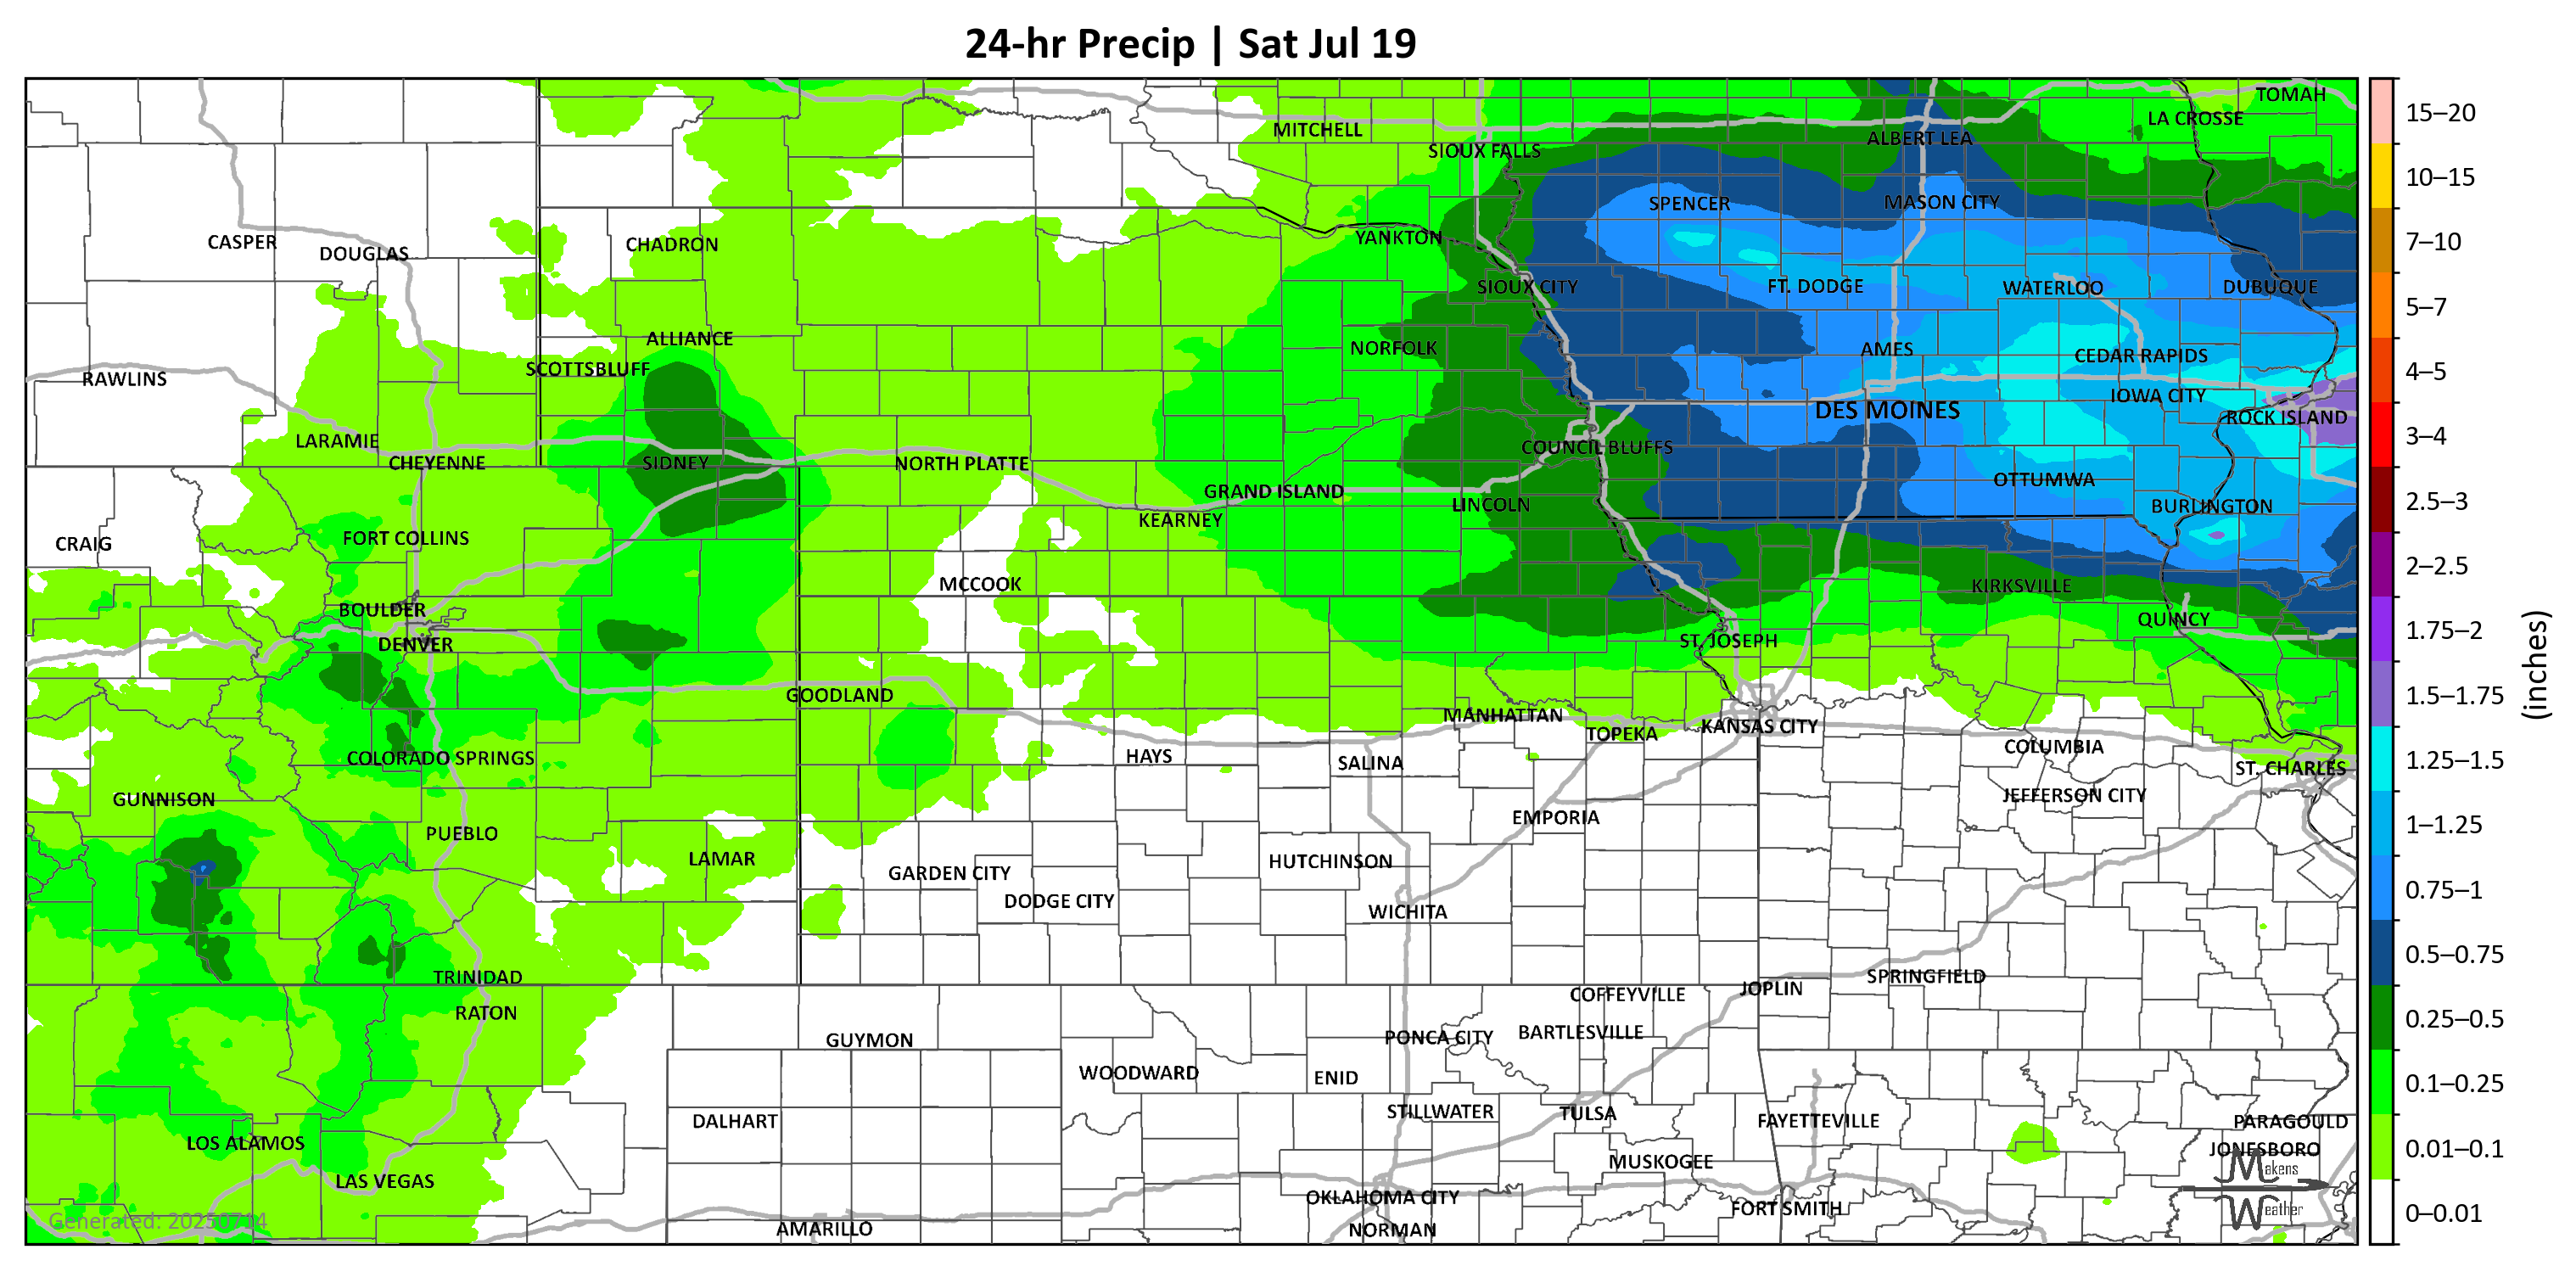 24-hr Precip | Sat Jul 19
TOMAH
LA CROSSE
MITCHELL
ALBERT LEA
SIOUX FALLS
SPENCER
MASON CITY
YANKTON
CASPER
DOUGLAS
CHADRON
SIOUX CITY
FT. DODGE
WATERLOO
DUBUQUE
ALLIANCE
NORFOLK
AMES
CEDAR RAPIDS
SCOTTSBLUFF
RAWLINS
IOWA CITY
DES MOINES
ROCK ISLAND
LARAMIE
COUNCIL BLUFFS
CHEYENNE
SIDNEY
NORTH PLATTE
OTTUMWA
GRAND ISLAND
LINCOLN
BURLINGTON
KEARNEY
FORT COLLINS
CRAIG
MCCOOK
KIRKSVILLE
BOULDER
QUINCY
DENVER
ST. JOSEPH
GOODLAND
MANHATTAN
KANSAS CITY
TOPEKA
COLUMBIA
HAYS
COLORADO SPRINGS
SALINA
ST. CHARLES
GUNNISON
JEFFERSON CITY
EMPORIA
PUEBLO
LAMAR
HUTCHINSON
GARDEN CITY
DODGE CITY
WICHITA
TRINIDAD
SPRINGFIELD
JOPLIN
COFFEYVILLE
RATON
BARTLESVILLE
PONCA CITY
GUYMON
WOODWARD
ENID
STILLWATER
TULSA
DALHART
FAYETTEVILLE
PARAGOULD
LOS ALAMOS
JONESBORO
MUSKOGEE
LAS VEGAS
OKLAHOMA CITY
FORT SMITH
AMARILLO
NORMAN
Generated: 20250714
Makens
Weather
15–20
10–15
7–10
5–7
4–5
3–4
2.5–3
2–2.5
1.75–2
1.5–1.75
1.25–1.5
1–1.25
0.75–1
0.5–0.75
0.25–0.5
0.1–0.25
0.01–0.1
0–0.01
(inches)